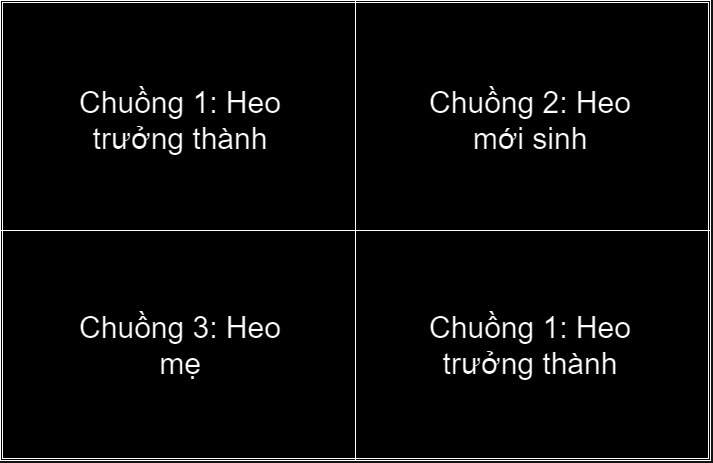 Chuồng 1: Heo
trưởng thành
Chuồng 2: Heo
mới sinh
Chuồng 3: Heo
mẹ
Chuồng 1: Heo
trưởng thành